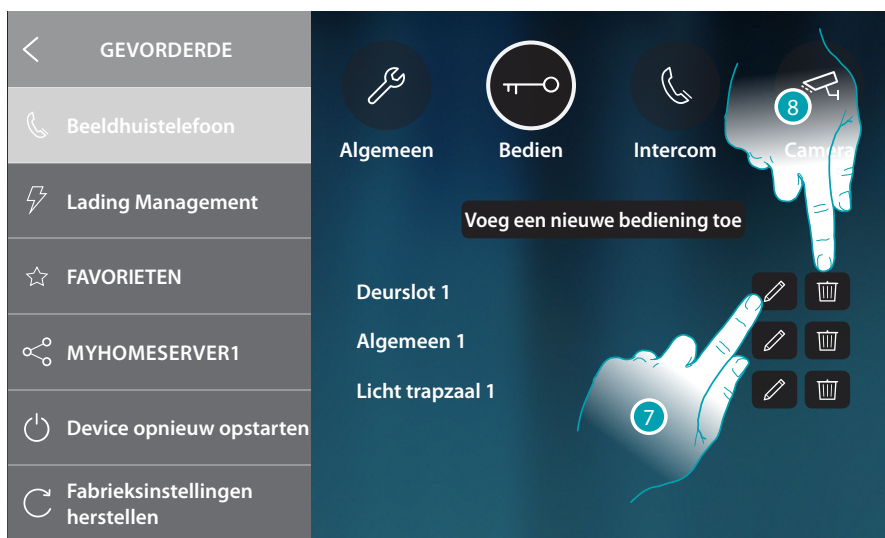 GEVORDERDE
Beeldhuistelefoon
Lading Management
FAVORIETEN
MYHOMESERVER1
Device opnieuw opstarten
Fabrieksinstellingen
herstellen
Algemeen
Bedien
Intercom
Camera
8
Voeg een nieuwe bediening toe
Deurslot 1
Algemeen 1
Licht trapzaal 1
7